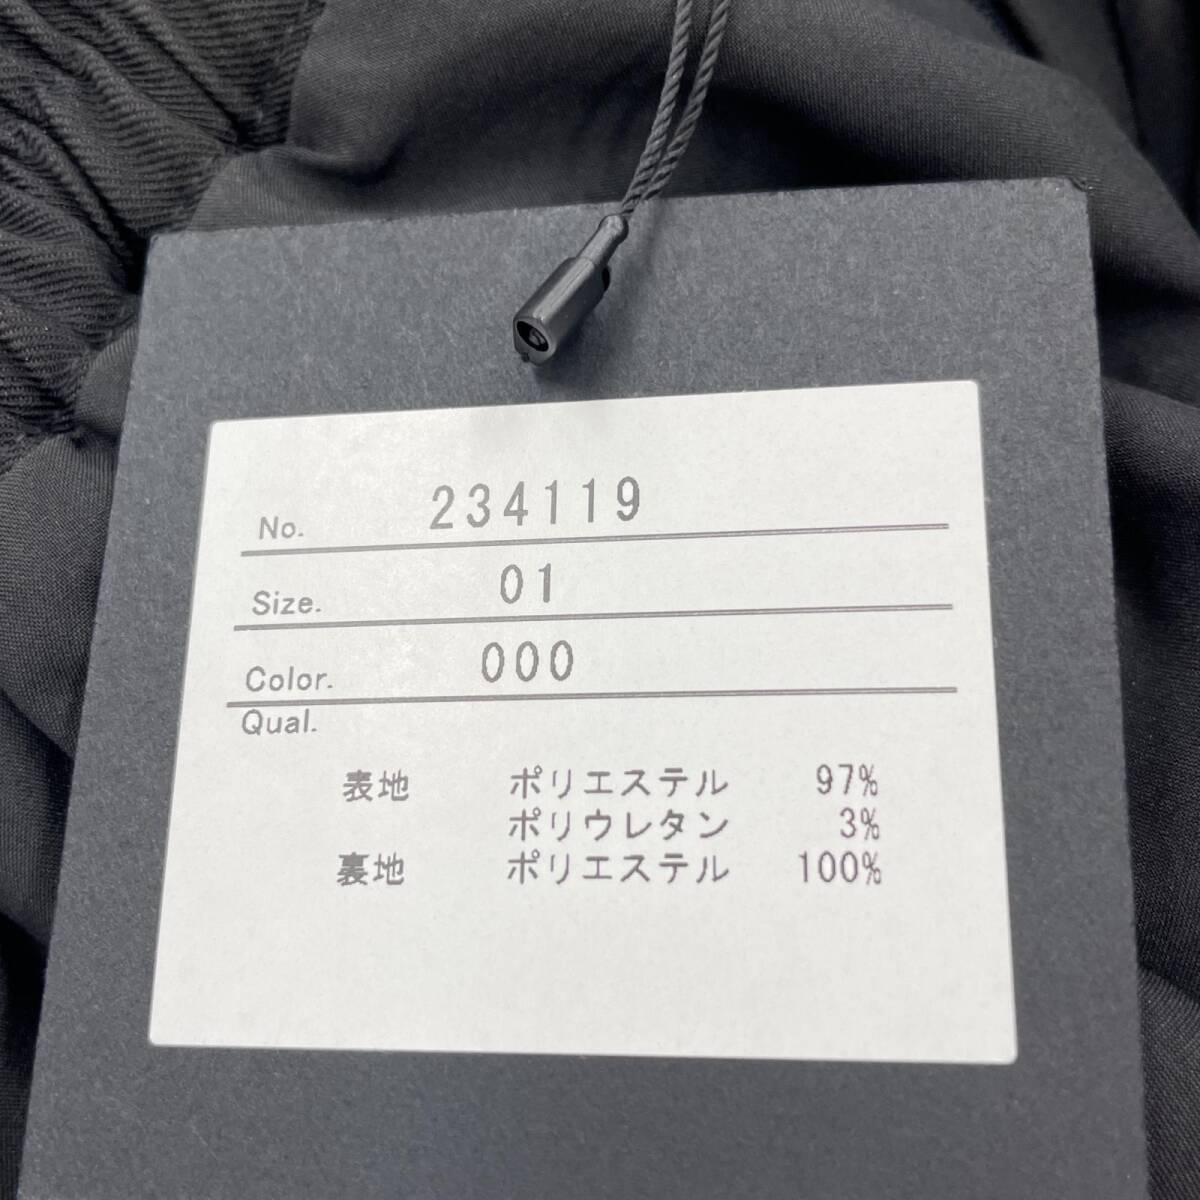 No. 234119
Size. 01
Color. 000
Qual.
表地 ポリエステル 97%
ポリウレタン 3%
裏地 ポリエステル 100%